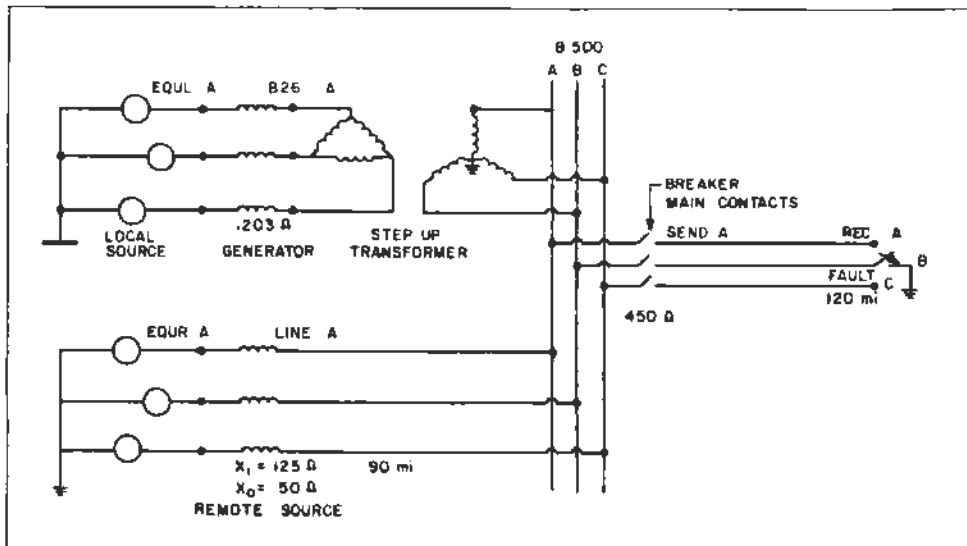 B 500
A B C
EQUL A
B26 A
BREAKER
MAIN CONTACTS
.203 Ω
LOCAL
SOURCE
GENERATOR
STEP UP
TRANSFORMER
SEND A
REC A
B
FAULT
C
120 mi
450 Ω
EQUR A
LINE A
X₁ = 125 Ω
90 mi
X₀ = 50 Ω
REMOTE SOURCE